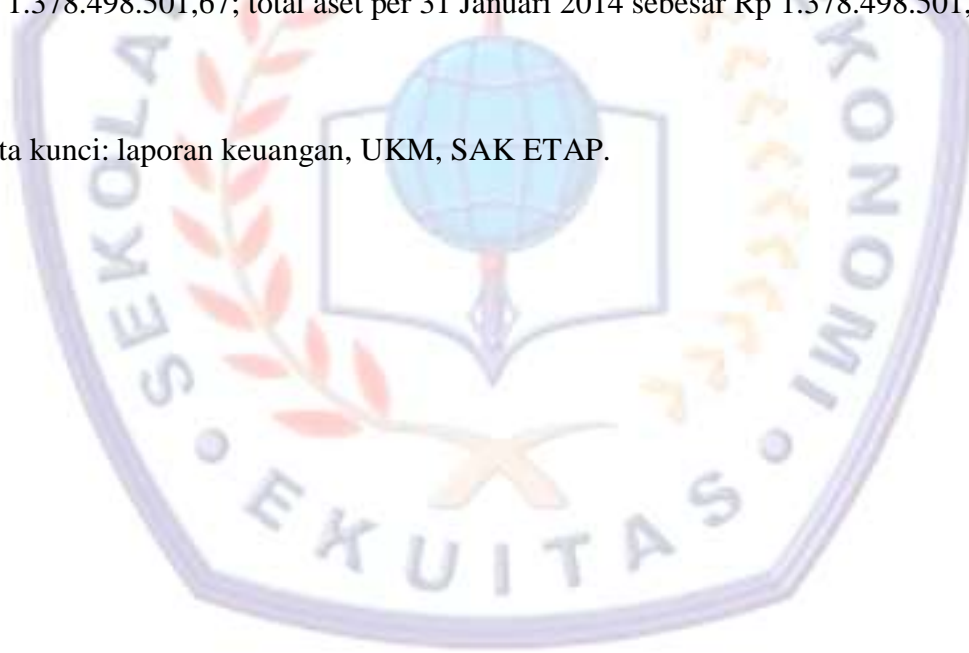 1.378.498.501,67; total aset per 31 Januari 2014 sebesar Rp 1.378.498.501,
ta kunci: laporan keuangan, UKM, SAK ETAP.
SEKOLA
KONOMI
EKUITAS